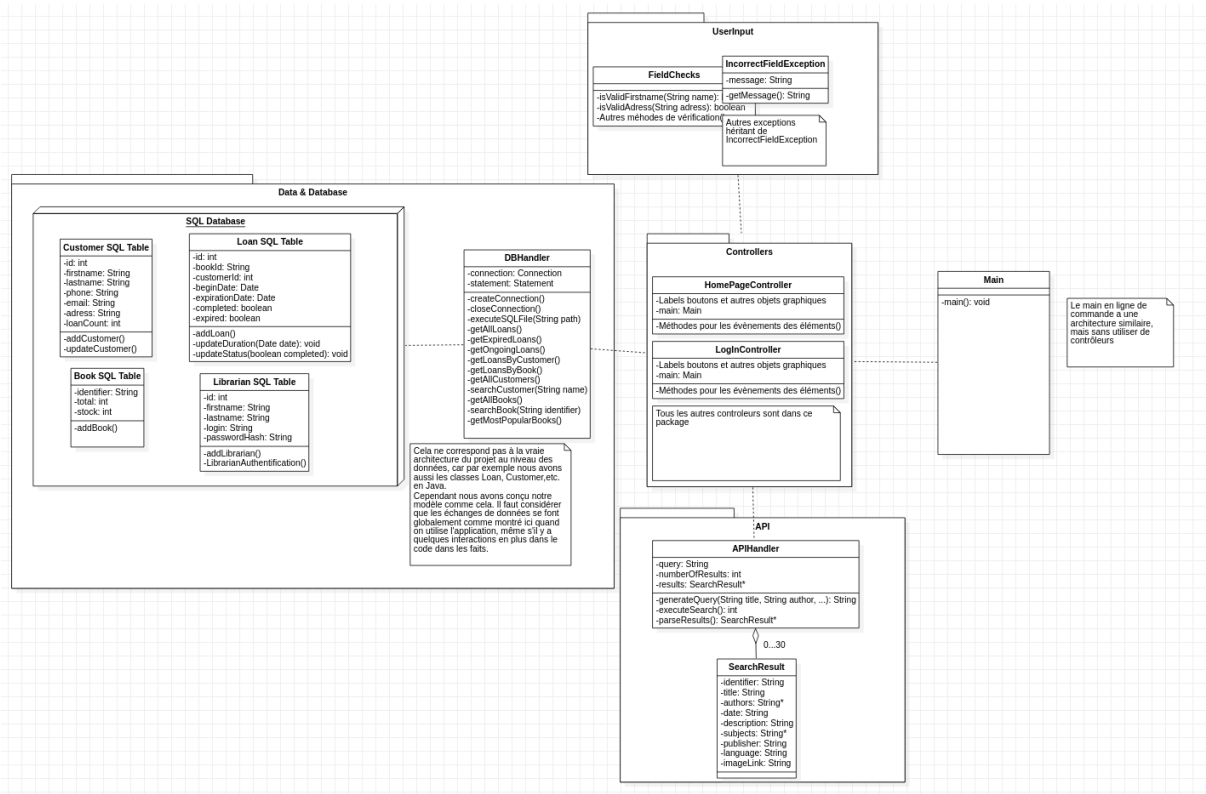 UserInput
FieldChecks
-isValidFirstname(String name):
-isValidAdress(String adress): boolean
-Autres méhodes de vérification(
IncorrectFieldException
-message: String
-getMessage(): String
Autres exceptions
héritant de
IncorrectFieldException
Data & Database
SQL Database
Customer SQL Table
-id: int
-firstname: String
-lastname: String
-phone: String
-email: String
-adress: String
-loanCount: int
-addCustomer()
-updateCustomer()
Loan SQL Table
-id: int
-bookId: String
-customerId: int
-beginDate: Date
-expirationDate: Date
-completed: boolean
-expired: boolean
-addLoan()
-updateDuration(Date date): void
-updateStatus(boolean completed): void
Book SQL Table
-identifier: String
-total: int
-stock: int
-addBook()
Librarian SQL Table
-id: int
-firstname: String
-lastname: String
-login: String
-passwordHash: String
-addLibrarian()
-LibrarianAuthentification()
DBHandler
-connection: Connection
-statement: Statement
-createConnection()
-closeConnection()
-executeSQLFile(String path)
-getAllLoans()
-getExpiredLoans()
-getOngoingLoans()
-getLoansByCustomer()
-getLoansByBook()
-getAllCustomers()
-searchCustomer(String name)
-getAllBooks()
-searchBook(String identifier)
-getMostPopularBooks()
Cela ne correspond pas à la vraie
architecture du projet au niveau des
données, car par exemple nous avons
aussi les classes Loan, Customer,etc.
en Java.
Cependant nous avons conçu notre
modèle comme cela. Il faut considérer
que les échanges de données se font
globalement comme montré ici quand
on utilise l'application, même s'il y a
quelques interactions en plus dans le
code dans les faits.
Controllers
HomePageController
-Labels boutons et autres objets graphiques
-main: Main
-Méthodes pour les évènements des éléments()
LogInController
-Labels boutons et autres objets graphiques
-main: Main
-Méthodes pour les évènements des éléments()
Tous les autres controleurs sont dans ce
package
Main
-main(): void
Le main en ligne de
commande a une
architecture similaire,
mais sans utiliser de
contrôleurs
API
APIHandler
-query: String
-numberOfResults: int
-results: SearchResult*
-generateQuery(String title, String author, ...): String
-executeSearch(): int
-parseResults(): SearchResult*
0...30
SearchResult
-identifier: String
-title: String
-authors: String*
-date: String
-description: String
-subjects: String*
-publisher: String
-language: String
-imageLink: String